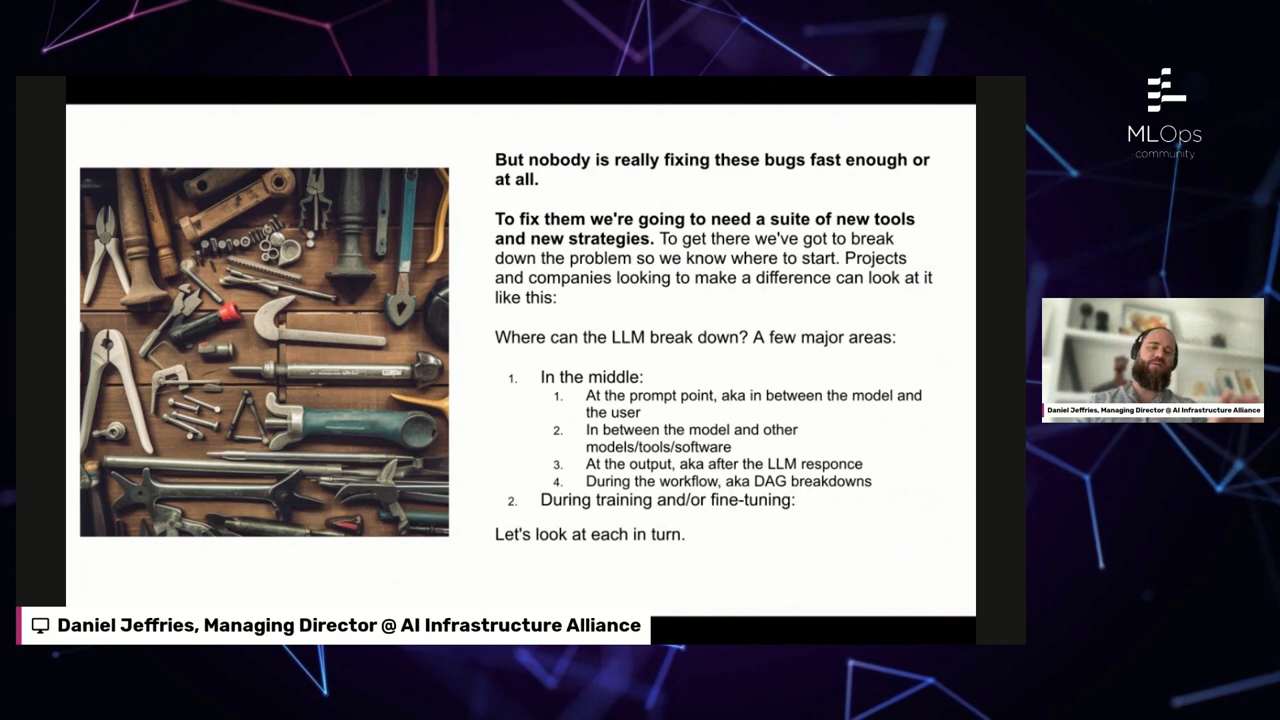 But nobody is really fixing these bugs fast enough or
at all.
To fix them we're going to need a suite of new tools
and new strategies. To get there we've got to break
down the problem so we know where to start. Projects
and companies looking to make a difference can look at it
like this:
Where can the LLM break down? A few major areas:
1. In the middle:
1. At the prompt point, aka in between the model and
the user
2. In between the model and other
models/tools/software
3. At the output, aka after the LLM responce
4. During the workflow, aka DAG breakdowns
2. During training and/or fine-tuning:
Let's look at each in turn.
Daniel Jeffries, Managing Director @ AI Infrastructure Alliance
MLOps
community
Daniel Jeffries, Managing Director @ AI Infrastructure Alliance